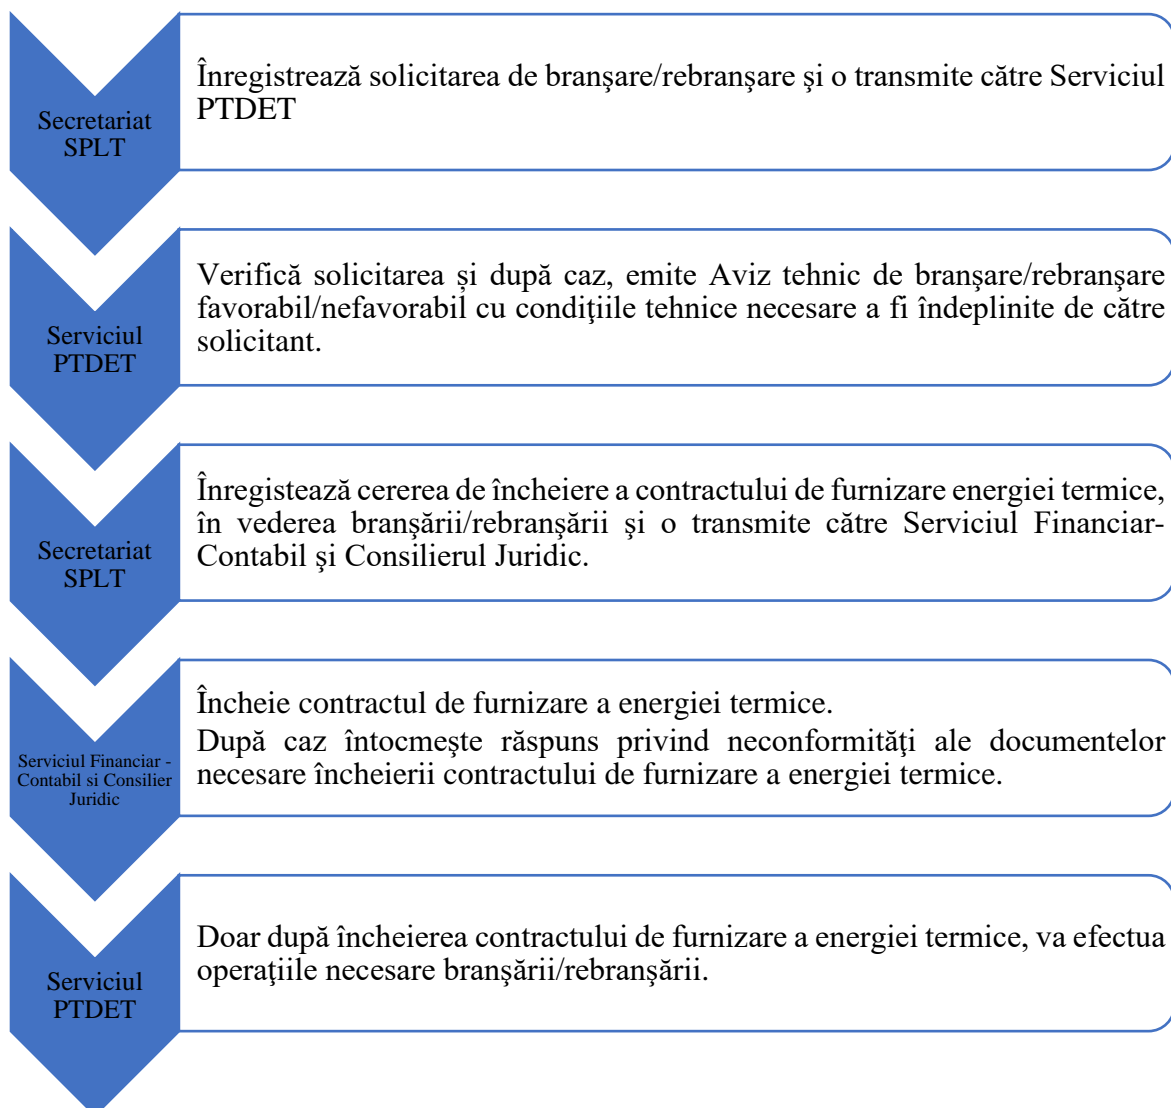 Secretariat
SPLT
Înregistrează solicitarea de branşare/rebranşare şi o transmite către Serviciul
PTDET
Serviciul
PTDET
Verifică solicitarea și după caz, emite Aviz tehnic de branşare/rebranşare
favorabil/nefavorabil cu condiţiile tehnice necesare a fi îndeplinite de către
solicitant.
Secretariat
SPLT
Înregistează cererea de încheiere a contractului de furnizare energiei termice,
în vederea branşării/rebranşării şi o transmite către Serviciul Financiar-
Contabil şi Consilierul Juridic.
Serviciul Financiar -
Contabil si Consilier
Juridic
Încheie contractul de furnizare a energiei termice.
După caz întocmeşte răspuns privind neconformităţi ale documentelor
necesare încheierii contractului de furnizare a energiei termice.
Serviciul
PTDET
Doar după încheierea contractului de furnizare a energiei termice, va efectua
operaţiile necesare branşării/rebranşării.